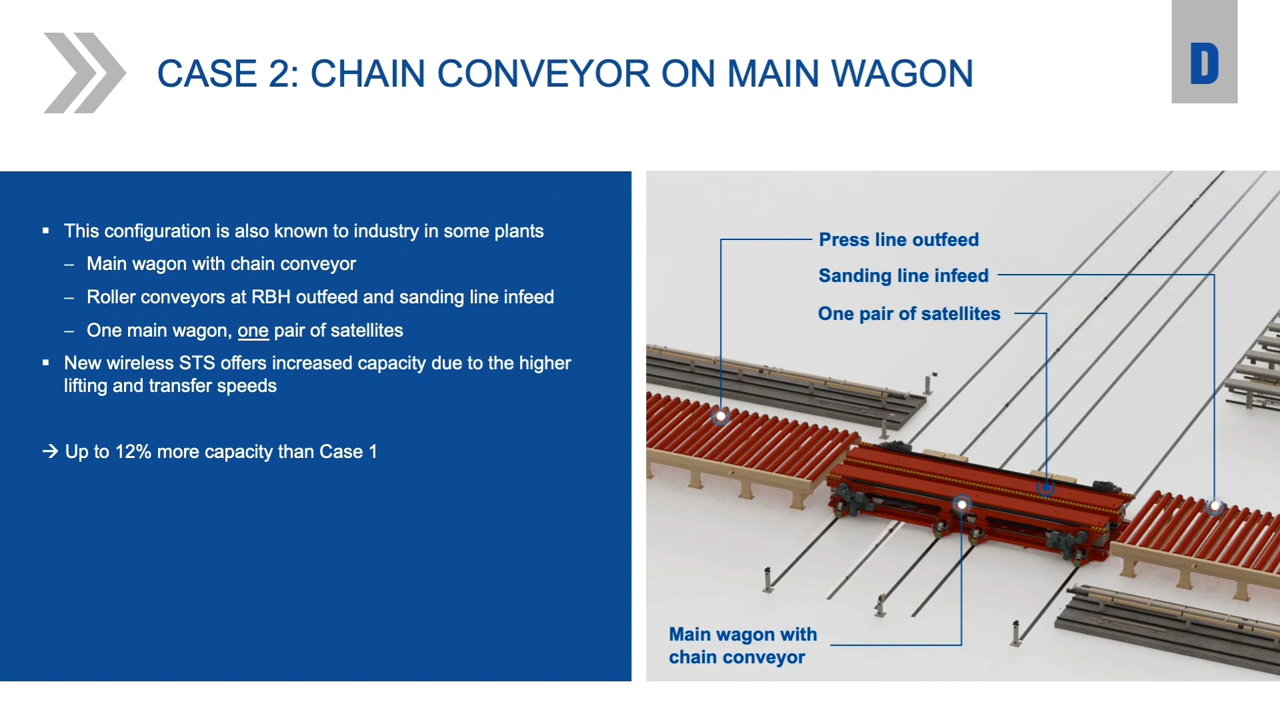 CASE 2: CHAIN CONVEYOR ON MAIN WAGON
D
▪ This configuration is also known to industry in some plants
– Main wagon with chain conveyor
– Roller conveyors at RBH outfeed and sanding line infeed
– One main wagon, one pair of satellites
▪ New wireless STS offers increased capacity due to the higher
lifting and transfer speeds
→ Up to 12% more capacity than Case 1
Press line outfeed
Sanding line infeed
One pair of satellites
Main wagon with
chain conveyor